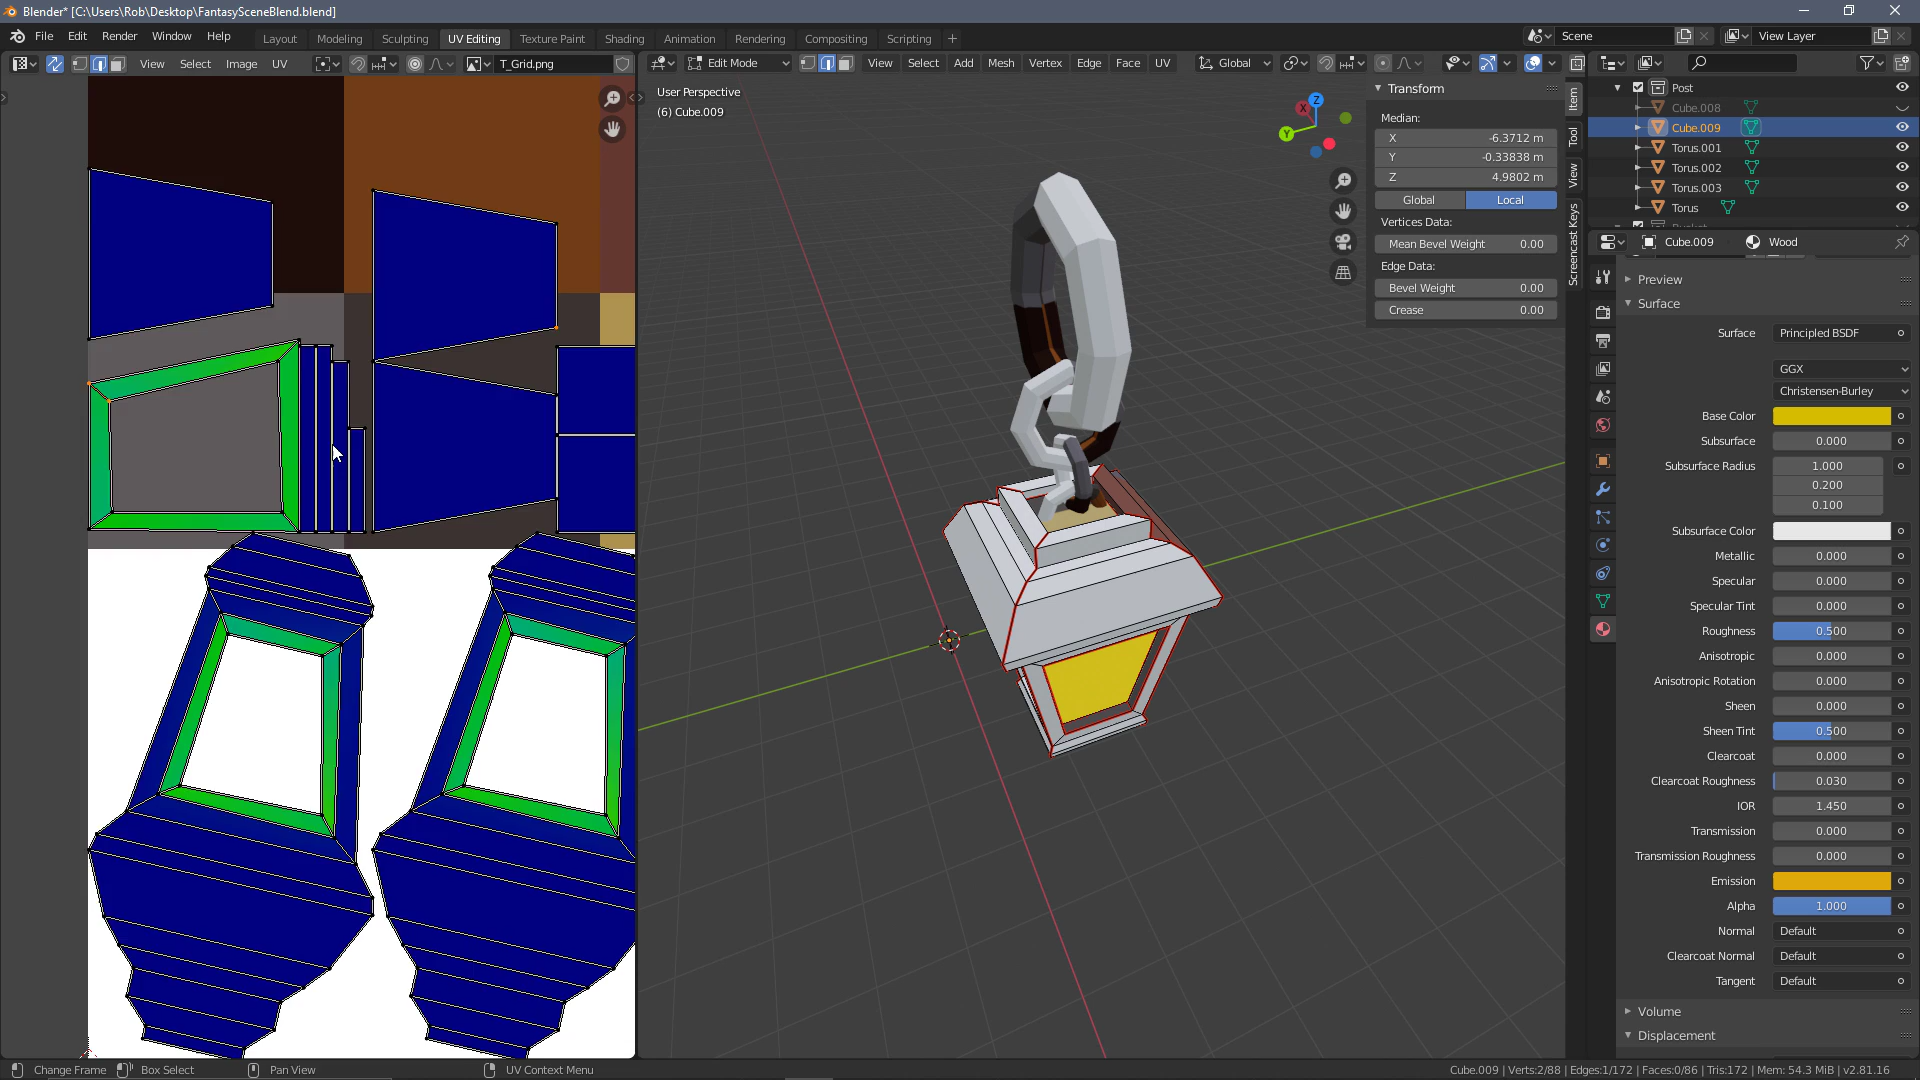 Blender* [C:\Users\Rob\Desktop\FantasySceneBlend.blend]
File Edit Render Window Help Layout Modeling Sculpting UV Editing Texture Paint Shading Animation Rendering Compositing Scripting + Scene View Layer
View Select Image UV T_Grid.png
Edit Mode View Select Add Mesh Vertex Edge Face UV Global
User Perspective
(6) Cube.009
X
Y
Z
Transform
Median:
X -6.3712 m
Y -0.33838 m
Z 4.9802 m
Global Local
Vertices Data:
Mean Bevel Weight 0.00
Edge Data:
Bevel Weight 0.00
Crease 0.00
Item
Tool
View
Screencast Keys
Post
Cube.008
Cube.009
Torus.001
Torus.002
Torus.003
Torus
Cube.009 Wood
Preview
Surface
Surface Principled BSDF
GGX
Christensen-Burley
Base Color
Subsurface 0.000
Subsurface Radius 1.000
0.200
0.100
Subsurface Color
Metallic 0.000
Specular 0.000
Specular Tint 0.000
Roughness 0.500
Anisotropic 0.000
Anisotropic Rotation 0.000
Sheen 0.000
Sheen Tint 0.500
Clearcoat 0.000
Clearcoat Roughness 0.030
IOR 1.450
Transmission 0.000
Transmission Roughness 0.000
Emission
Alpha 1.000
Normal Default
Clearcoat Normal Default
Tangent Default
Volume
Displacement
Change Frame Box Select Pan View UV Context Menu
Cube.009 | Verts:2/88 | Edges:1/172 | Faces:0/86 | Tris:172 | Mem: 54.3 MiB | v2.81.16